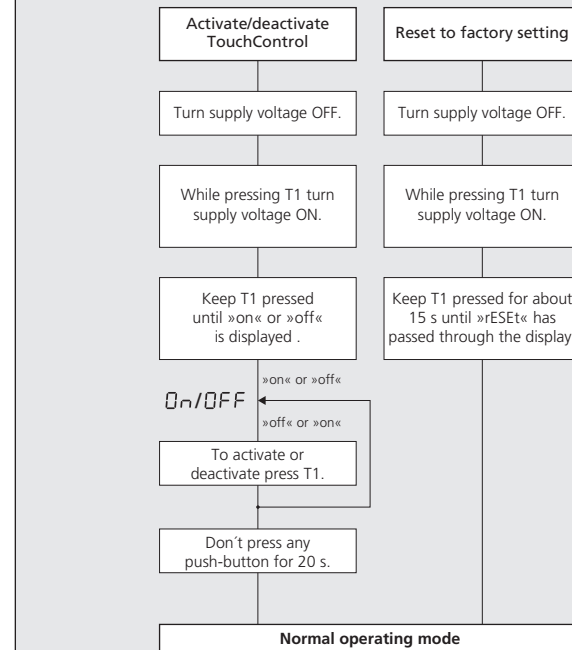 Activate/deactivate
TouchControl
Turn supply voltage OFF.
While pressing T1 turn
supply voltage ON.
Keep T1 pressed
until »on« or »off«
is displayed .
»on« or »off«
On/OFF
»off« or »on«
To activate or
deactivate press T1.
Don´t press any
push-button for 20 s.
Reset to factory setting
Turn supply voltage OFF.
While pressing T1 turn
supply voltage ON.
Keep T1 pressed for about
15 s until »rESEt« has
passed through the display
Normal operating mode